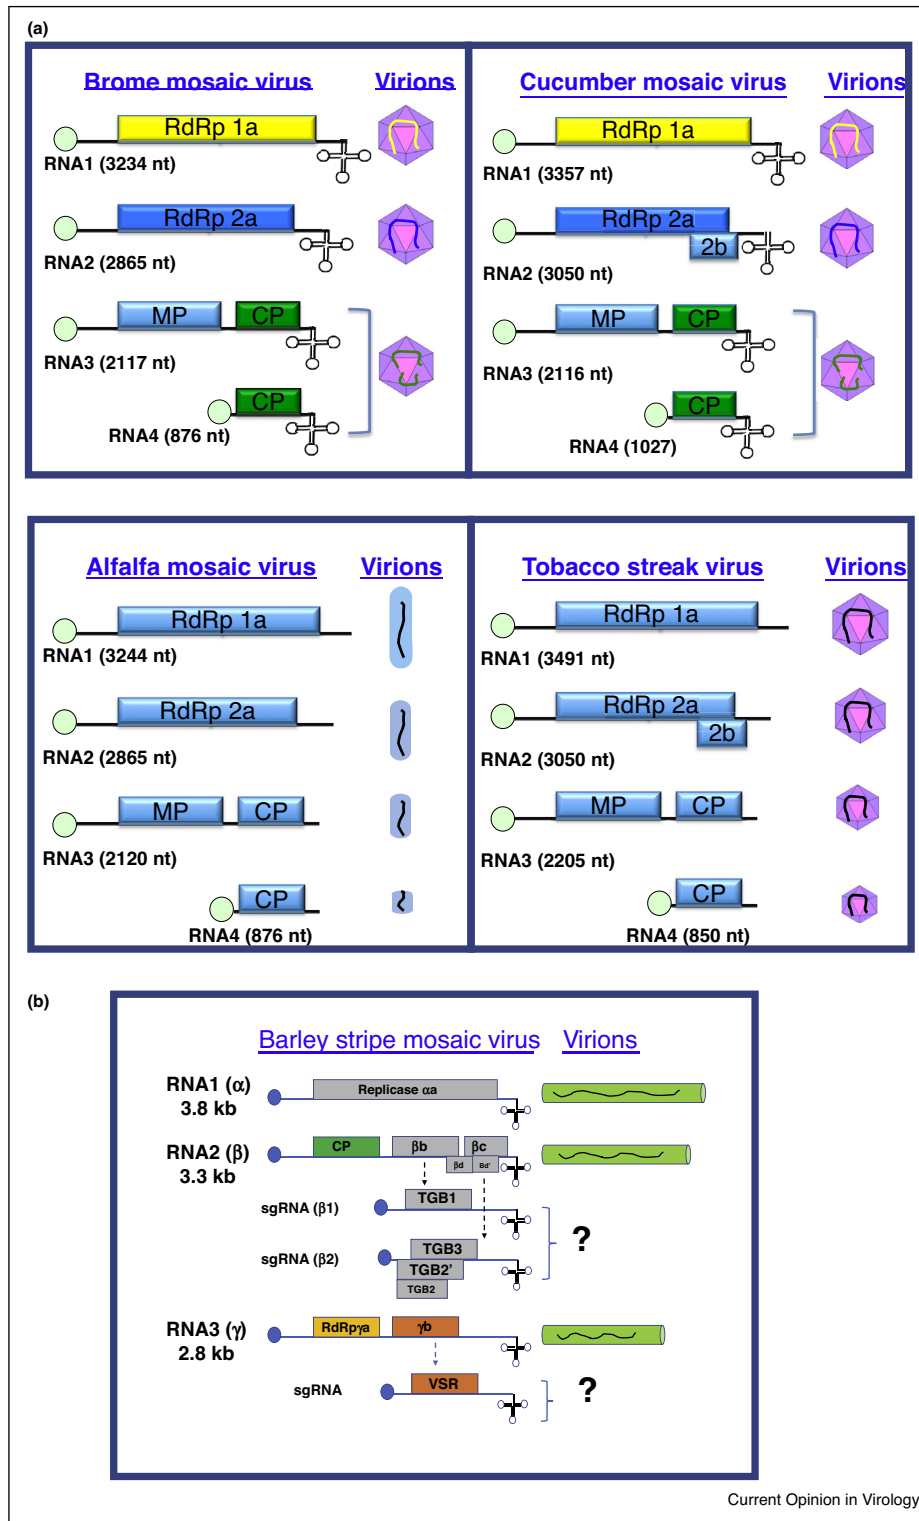 (a)
Brome mosaic virus Virions
RdRp 1a
RNA1 (3234 nt)
RdRp 2a
RNA2 (2865 nt)
MP CP
RNA3 (2117 nt)
CP
RNA4 (876 nt)
Cucumber mosaic virus Virions
RdRp 1a
RNA1 (3357 nt)
RdRp 2a
2b
RNA2 (3050 nt)
MP CP
RNA3 (2116 nt)
CP
RNA4 (1027)
Alfalfa mosaic virus Virions
RdRp 1a
RNA1 (3244 nt)
RdRp 2a
RNA2 (2865 nt)
MP CP
RNA3 (2120 nt)
CP
RNA4 (876 nt)
Tobacco streak virus Virions
RdRp 1a
RNA1 (3491 nt)
RdRp 2a
2b
RNA2 (3050 nt)
MP CP
RNA3 (2205 nt)
CP
RNA4 (850 nt)
(b)
Barley stripe mosaic virus Virions
RNA1 (α)
3.8 kb
Replicase αa
RNA2 (β)
3.3 kb
CP βb βc
βd Bd'
sgRNA (β1)
TGB1
?
sgRNA (β2)
TGB3
TGB2'
TGB2
RNA3 (γ)
2.8 kb
RdRpγa γb
sgRNA
VSR
?
Current Opinion in Virology